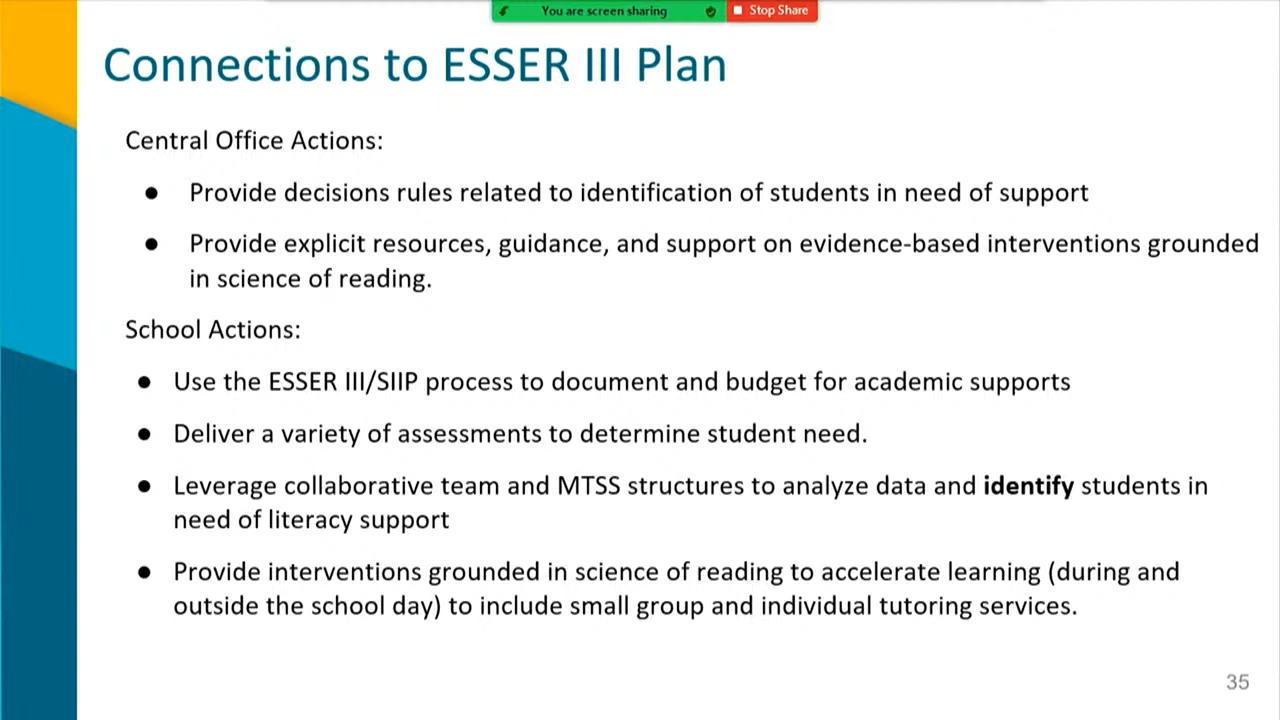 You are screen sharing
Stop Share
Connections to ESSER III Plan
Central Office Actions:
● Provide decisions rules related to identification of students in need of support
● Provide explicit resources, guidance, and support on evidence-based interventions grounded
in science of reading.
School Actions:
● Use the ESSER III/SIIP process to document and budget for academic supports
● Deliver a variety of assessments to determine student need.
● Leverage collaborative team and MTSS structures to analyze data and identify students in
need of literacy support
● Provide interventions grounded in science of reading to accelerate learning (during and
outside the school day) to include small group and individual tutoring services.
35